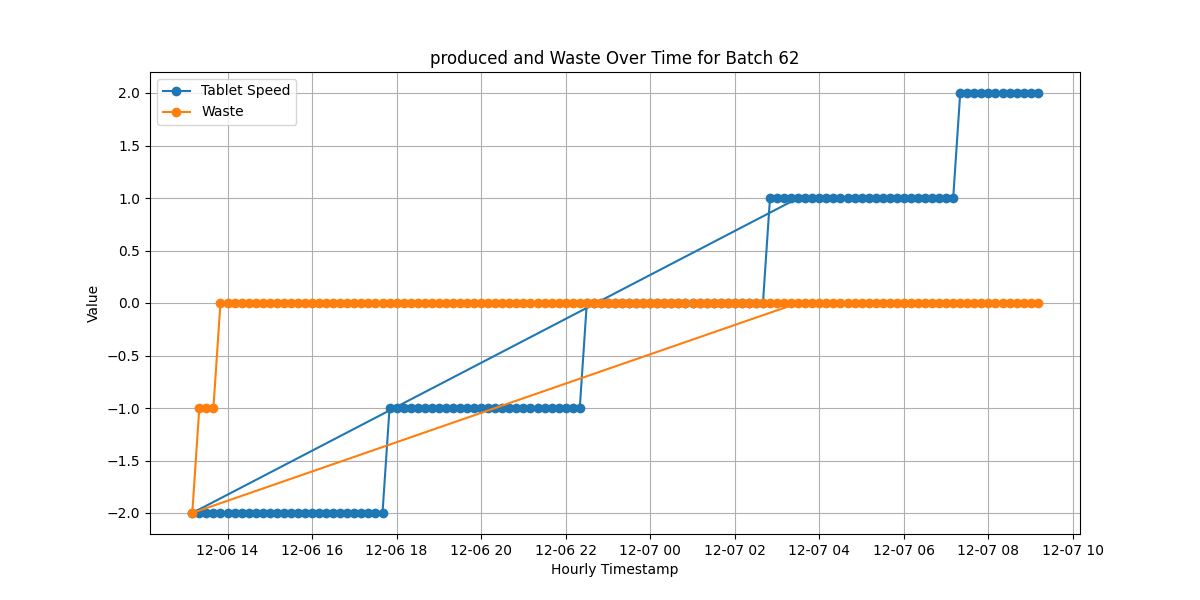 produced and Waste Over Time for Batch 62
Tablet Speed
Waste
2.0
1.5
1.0
0.5
0.0
−0.5
−1.0
−1.5
−2.0
Value
12-06 14 12-06 16 12-06 18 12-06 20 12-06 22 12-07 00 12-07 02 12-07 04 12-07 06 12-07 08 12-07 10
Hourly Timestamp